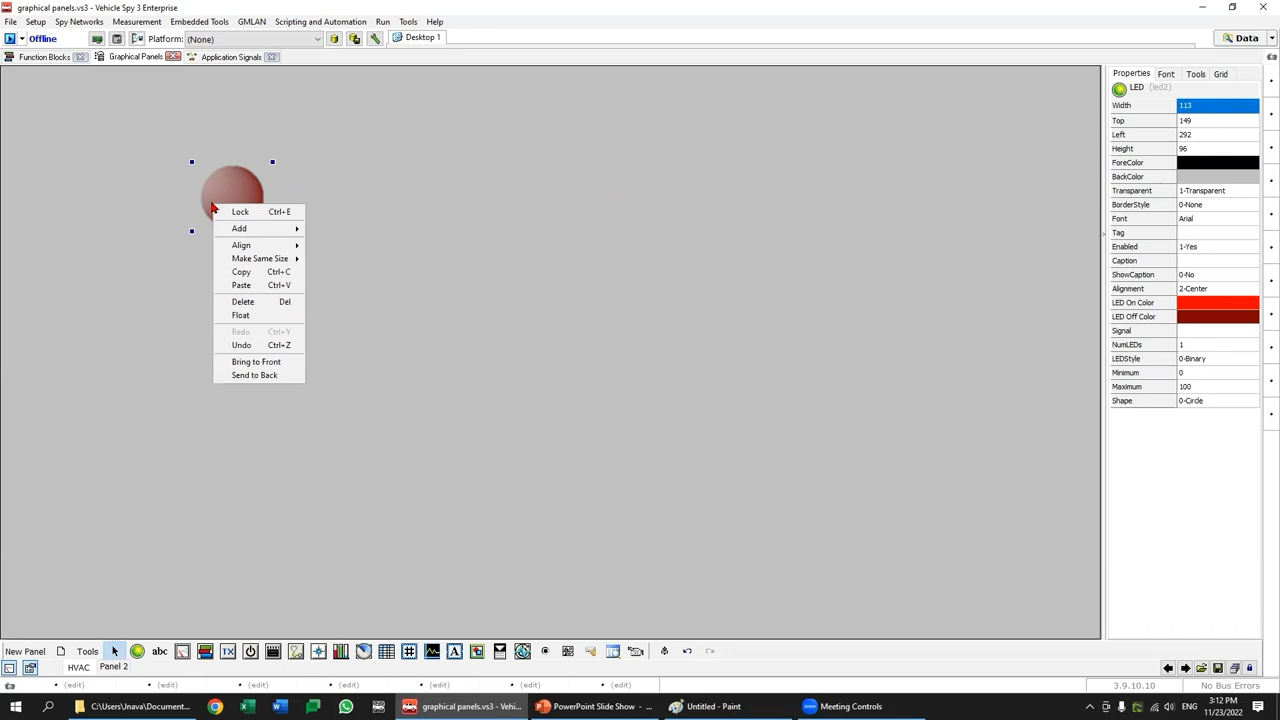 graphical panels.vs3 - Vehicle Spy 3 Enterprise
File Setup Spy Networks Measurement Embedded Tools GMLAN Scripting and Automation Run Tools Help
Offline Platform: (None) Desktop 1 Data
Function Blocks Graphical Panels Application Signals
Properties Font Tools Grid
LED (led2)
Width 113
Top 149
Left 292
Height 96
ForeColor
BackColor
Transparent 1-Transparent
BorderStyle 0-None
Font Arial
Tag
Enabled 1-Yes
Caption
ShowCaption 0-No
Alignment 2-Center
LED On Color
LED Off Color
Signal
NumLEDs 1
LEDStyle 0-Binary
Minimum 0
Maximum 100
Shape 0-Circle
Lock Ctrl+E
Add
Align
Make Same Size
Copy Ctrl+C
Paste Ctrl+V
Delete Del
Float
Redo Ctrl+Y
Undo Ctrl+Z
Bring to Front
Send to Back
New Panel Tools abc TX A
HVAC Panel 2
(edit) (edit) (edit) (edit) (edit) (edit) (edit) 3.9.10.10 No Bus Errors
C:\Users\Inava\Document... graphical panels.vs3 - Vehi... PowerPoint Slide Show - ... Untitled - Paint Meeting Controls ENG 3:12 PM
11/23/2022